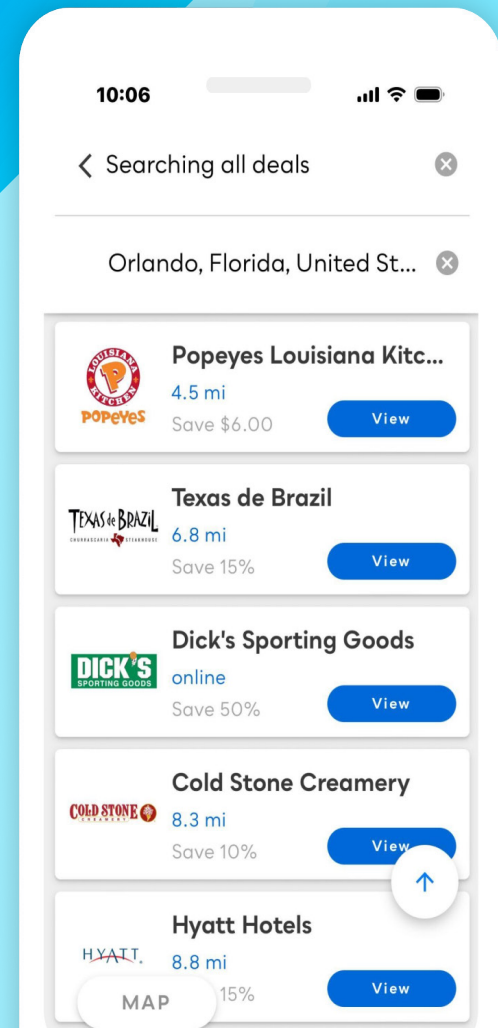 10:06
Searching all deals
Orlando, Florida, United St...
LOUISIANA
KITCHEN
POPEYES
Popeyes Louisiana Kitc...
4.5 mi
Save $6.00
View
TEXAS de BRAZIL
CHURRASCARIA STEAKHOUSE
Texas de Brazil
6.8 mi
Save 15%
View
DICK'S
SPORTING GOODS
Dick's Sporting Goods
online
Save 50%
View
COLD STONE
CREAMERY
Cold Stone Creamery
8.3 mi
Save 10%
View
HYATT
Hyatt Hotels
8.8 mi
15%
View
MAP